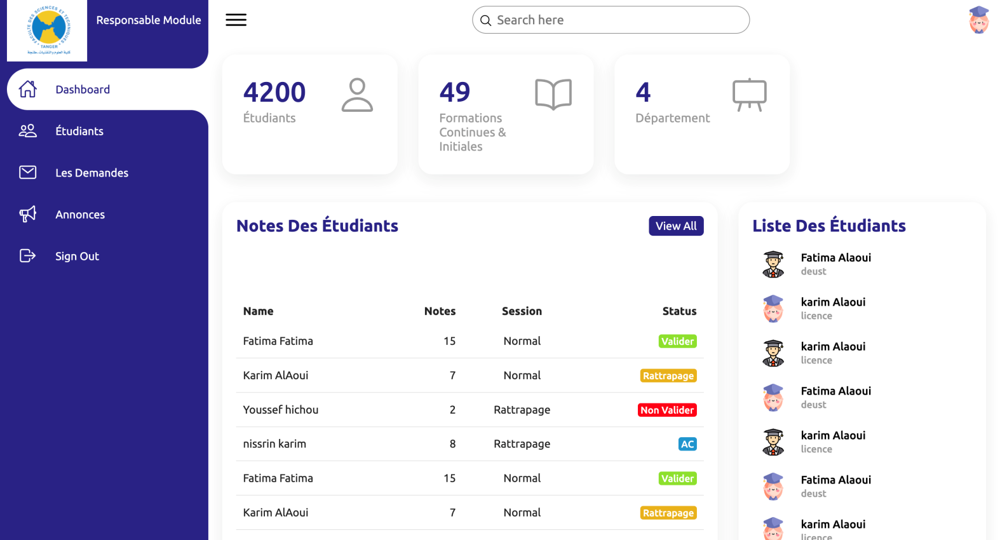 FACULTE DES SCIENCES ET TECHNIQUES
TANGER
كلية العلوم والتقنيات ـ طنجة
Responsable Module
Search here
Dashboard
Étudiants
Les Demandes
Annonces
Sign Out
4200
Étudiants
49
Formations
Continues &
Initiales
4
Département
Notes Des Étudiants
View All
Name Notes Session Status
Fatima Fatima 15 Normal Valider
Karim AlAoui 7 Normal Rattrapage
Youssef hichou 2 Rattrapage Non Valider
nissrin karim 8 Rattrapage AC
Fatima Fatima 15 Normal Valider
Karim AlAoui 7 Normal Rattrapage
Liste Des Étudiants
Fatima Alaoui
deust
karim Alaoui
licence
karim Alaoui
licence
Fatima Alaoui
deust
karim Alaoui
licence
Fatima Alaoui
deust
karim Alaoui
licence